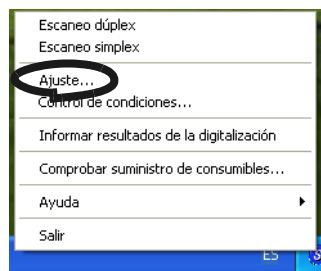 Escaneo dúplex
Escaneo simplex
Ajuste...
Control de condiciones...
Informar resultados de la digitalización
Comprobar suministro de consumibles...
Ayuda
Salir
ES
S